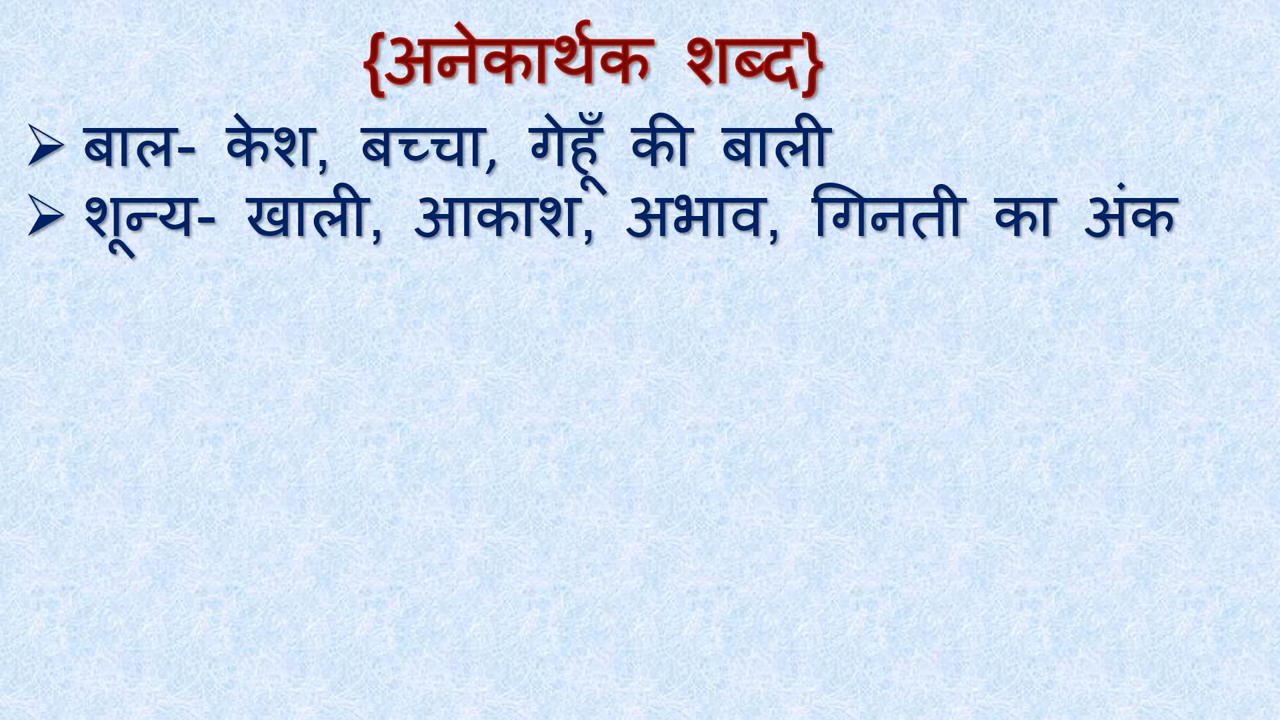 {अनेकार्थक शब्द}
➢ बाल- केश, बच्चा, गेहूँ की बाली
➢ शून्य- खाली, आकाश, अभाव, गिनती का अंक